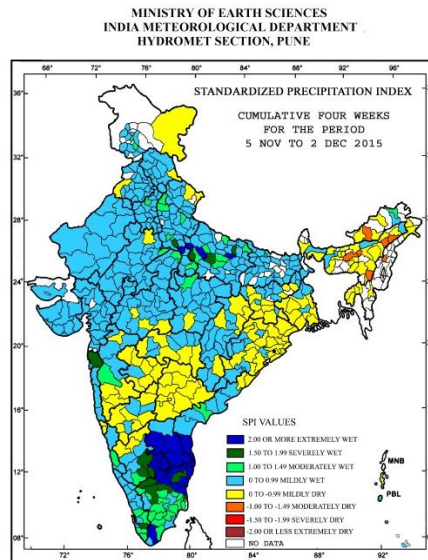 MINISTRY OF EARTH SCIENCES
INDIA METEOROLOGICAL DEPARTMENT
HYDROMET SECTION, PUNE
72° 76° 80° 84° 88° 92° 96°
STANDARDIZED PRECIPITATION INDEX
CUMULATIVE FOUR WEEKS
FOR THE PERIOD
5 NOV TO 2 DEC 2015
36°
32°
28°
24°
20°
16°
12°
08°
SPI VALUES
2.00 OR MORE EXTREMELY WET
1.50 TO 1.99 SEVERELY WET
1.00 TO 1.49 MODERATELY WET
0 TO 0.99 MILDLY WET
0 TO -0.99 MILDLY DRY
-1.00 TO -1.49 MODERATELY DRY
-1.50 TO -1.99 SEVERELY DRY
-2.00 OR LESS EXTREMELY DRY
NO DATA
MNB
PBL
72° 76° 80° 84° 88° 92°